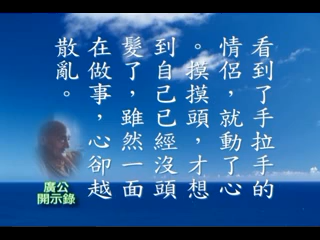 看到了手拉手的
情侶，就動了心
。摸摸頭，才想
到自己已經沒頭
髮了，雖然一面
在做事，心卻越
散亂。
廣公
開示錄